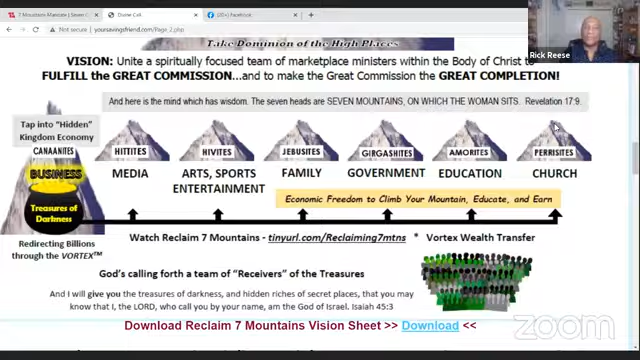 7 Mountains Mandate | Seven C
Divine Call
(20+) Facebook
Not secure
yoursavingsfriend.com/Page_2.php
Rick Reese
Take Dominion of the High Places
VISION: Unite a spiritually focused team of marketplace ministers within the Body of Christ to
FULFILL the GREAT COMMISSION...and to make the Great Commission the GREAT COMPLETION!
And here is the mind which has wisdom. The seven heads are SEVEN MOUNTAINS, ON WHICH THE WOMAN SITS. Revelation 17:9.
Tap into "Hidden"
Kingdom Economy
CANAANITES
HITTITES
HIVITES
JEBUSITES
GIRGASHITES
AMORITES
PERRISITES
BUSINESS
MEDIA
ARTS, SPORTS
ENTERTAINMENT
FAMILY
GOVERNMENT
EDUCATION
CHURCH
Treasures of
Darkness
Economic Freedom to Climb Your Mountain, Educate, and Earn
Redirecting Billions
through the VORTEX™
Watch Reclaim 7 Mountains - tinyurl.com/Reclaiming7mtns * Vortex Wealth Transfer
God's calling forth a team of "Receivers" of the Treasures
And I will give you the treasures of darkness, and hidden riches of secret places, that you may
know that I, the LORD, who call you by your name, am the God of Israel. Isaiah 45:3
Download Reclaim 7 Mountains Vision Sheet >> Download <<
zoom